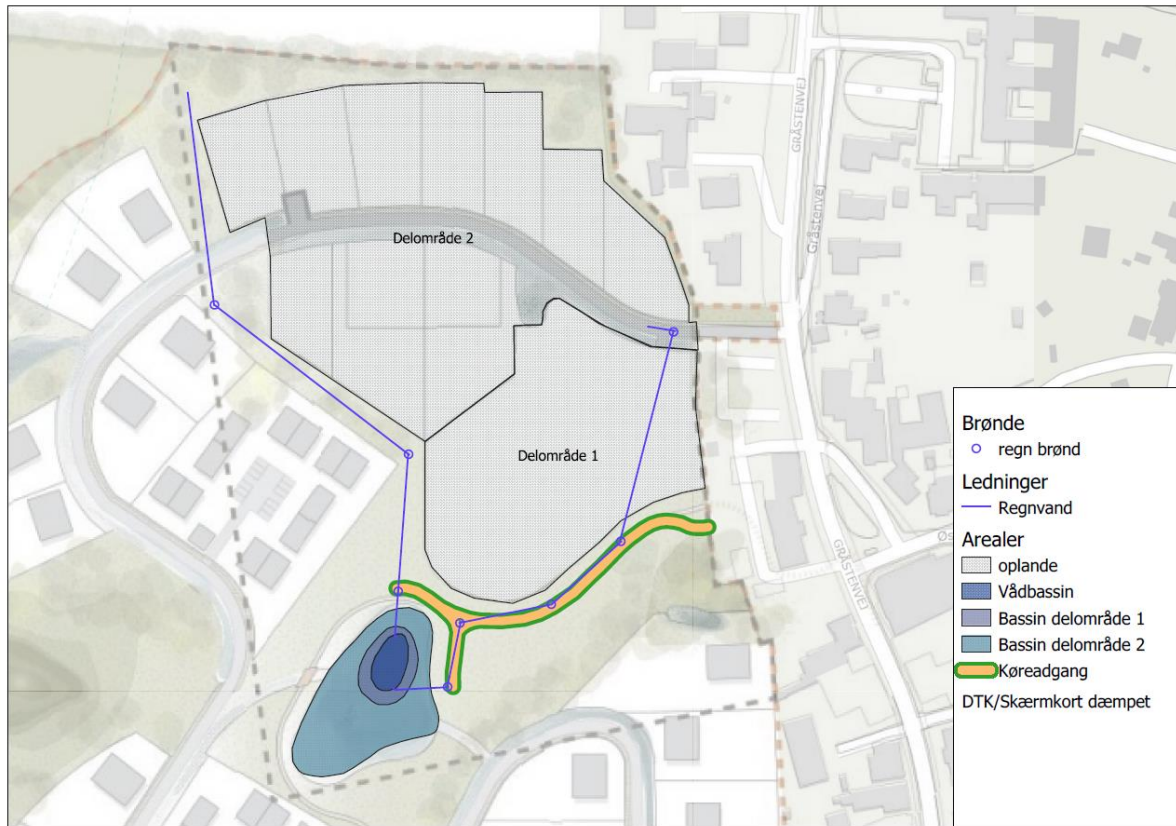 GRÅSTENVEJ
Gråstenvej
Delområde 2
Delområde 1
GRÅSTENVEJ
Øs
Brønde
regn brønd
Ledninger
Regnvand
Arealer
oplande
Vådbassin
Bassin delområde 1
Bassin delområde 2
Køreadgang
DTK/Skærmkort dæmpet